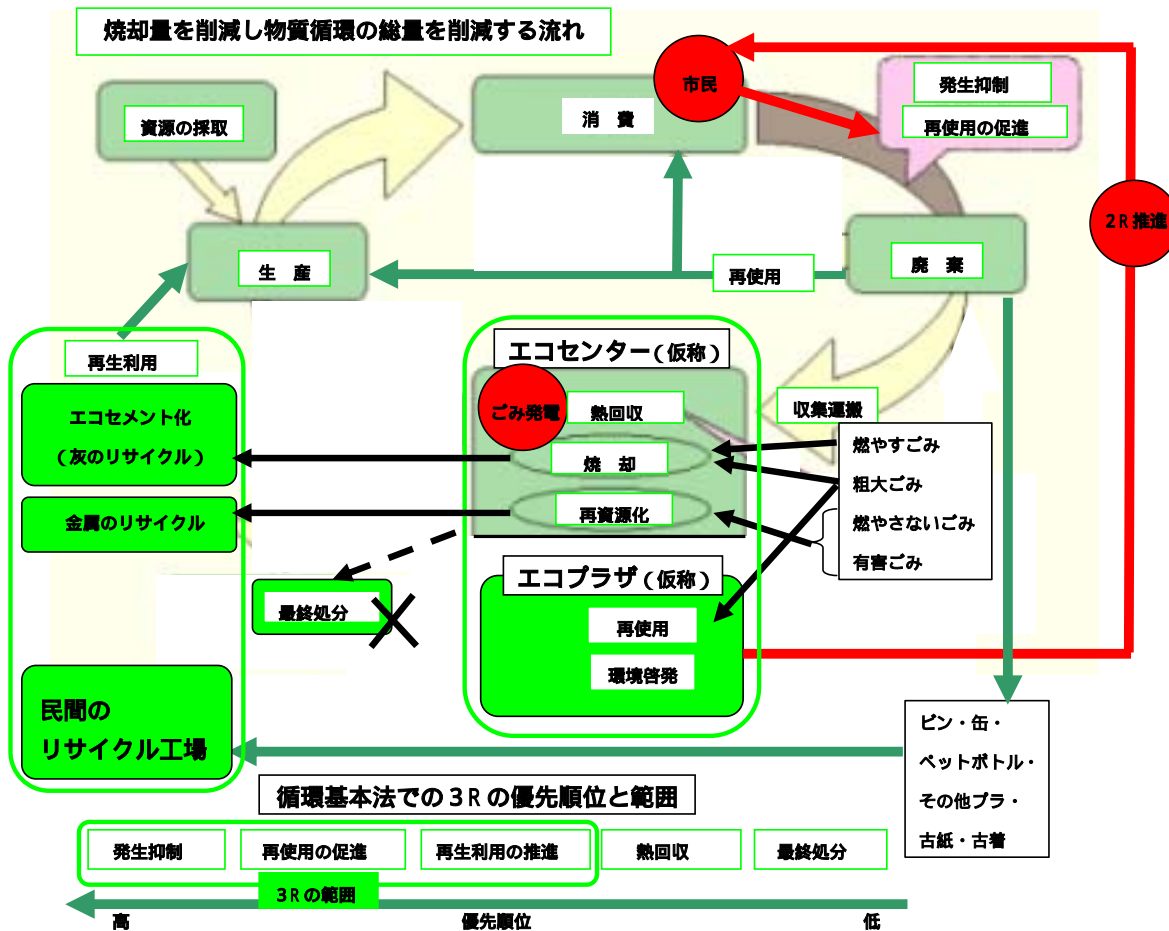 焼却量を削減し物質循環の総量を削減する流れ
市民
発生抑制
再使用の促進
資源の採取
消 費
2R推進
生 産
再使用
廃 棄
エコセンター(仮称)
再生利用
ごみ発電
熱回収
収集運搬
エコセメント化
(灰のリサイクル)
焼 却
燃やすごみ
粗大ごみ
燃やさないごみ
有害ごみ
金属のリサイクル
再資源化
エコプラザ(仮称)
最終処分
再使用
環境啓発
民間の
リサイクル工場
ビン・缶・
ペットボトル・
その他プラ・
古紙・古着
循環基本法での3Rの優先順位と範囲
発生抑制
再使用の促進
再生利用の推進
熱回収
最終処分
3Rの範囲
高
優先順位
低